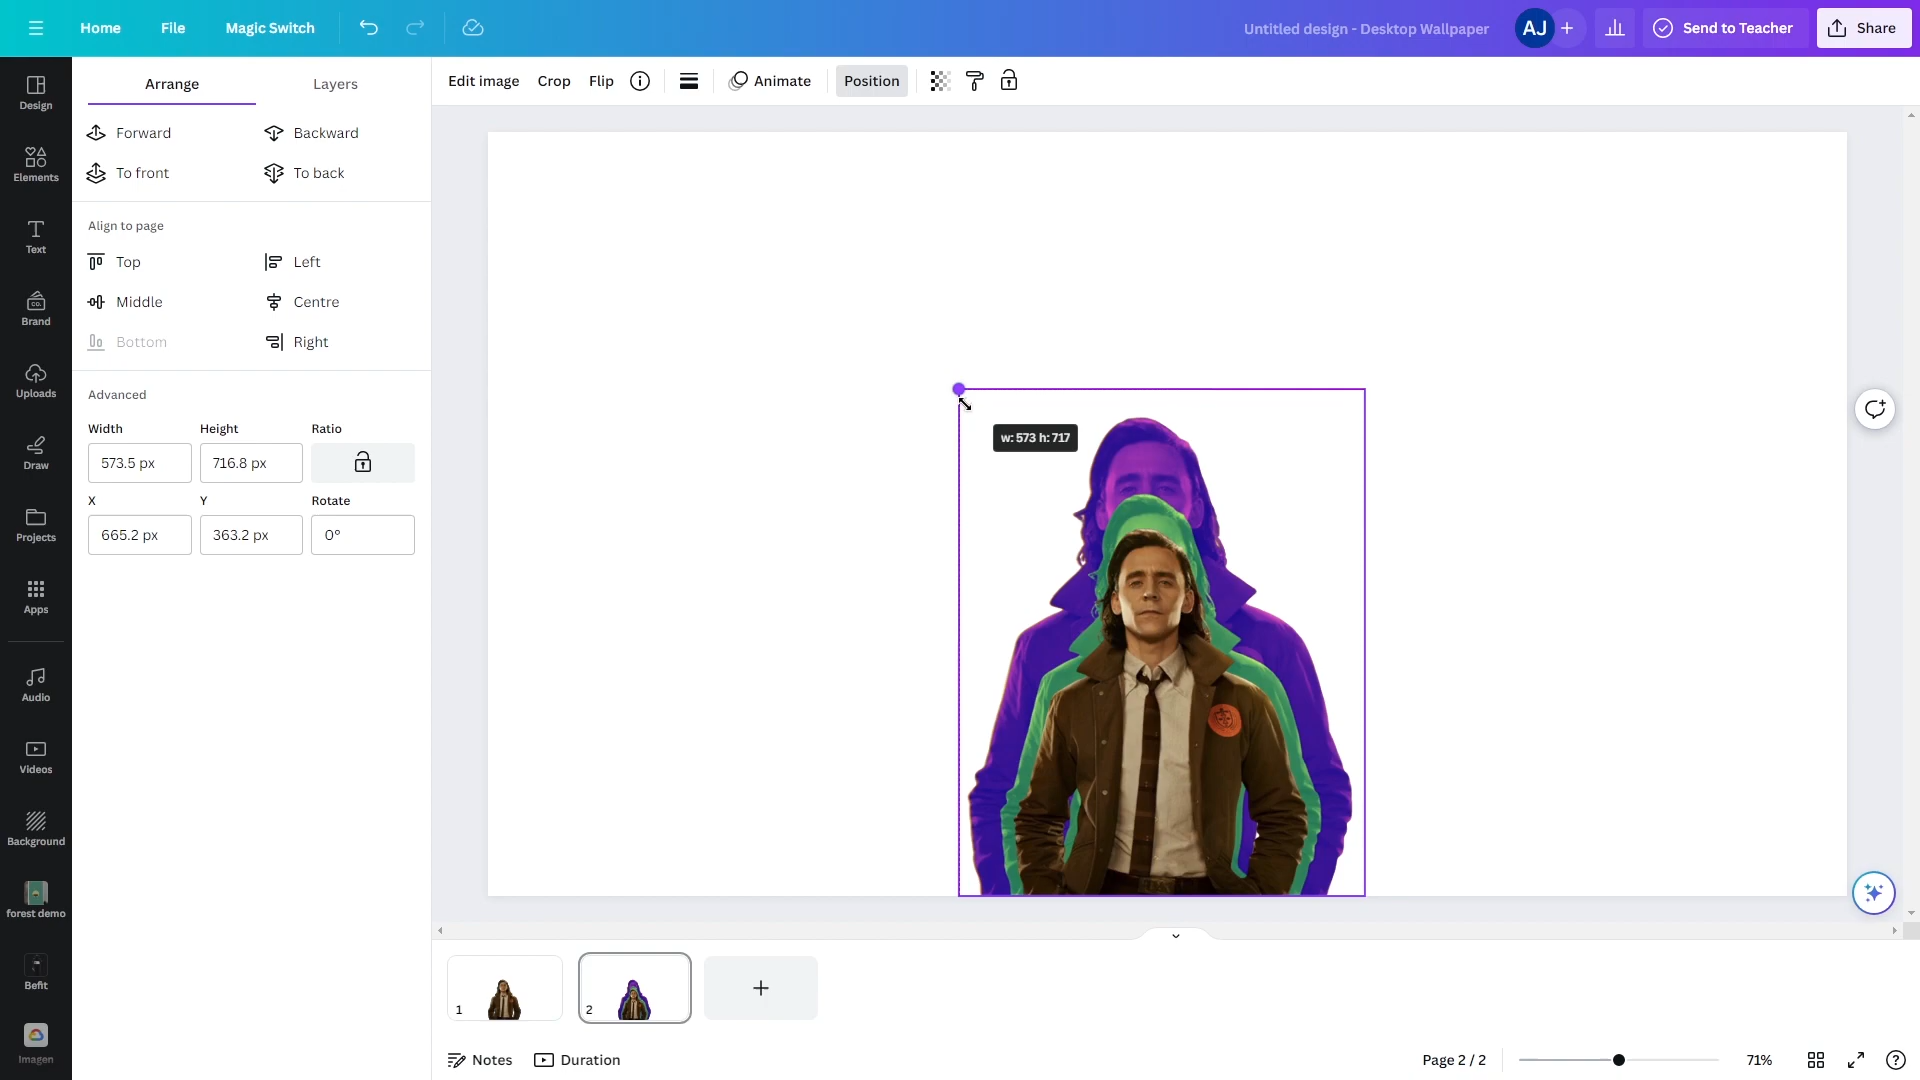 Home File Magic Switch Untitled design - Desktop Wallpaper AJ + Send to Teacher Share
Design
Elements
Text
Brand
Uploads
Draw
Projects
Apps
Audio
Videos
Background
forest demo
Befit
Imagen
Arrange Layers
Forward Backward
To front To back
Align to page
Top Left
Middle Centre
Bottom Right
Advanced
Width Height Ratio
573.5 px 716.8 px
X Y Rotate
665.2 px 363.2 px 0°
Edit image Crop Flip Animate Position
w: 573 h: 717
1 2 +
Notes Duration Page 2 / 2 71%